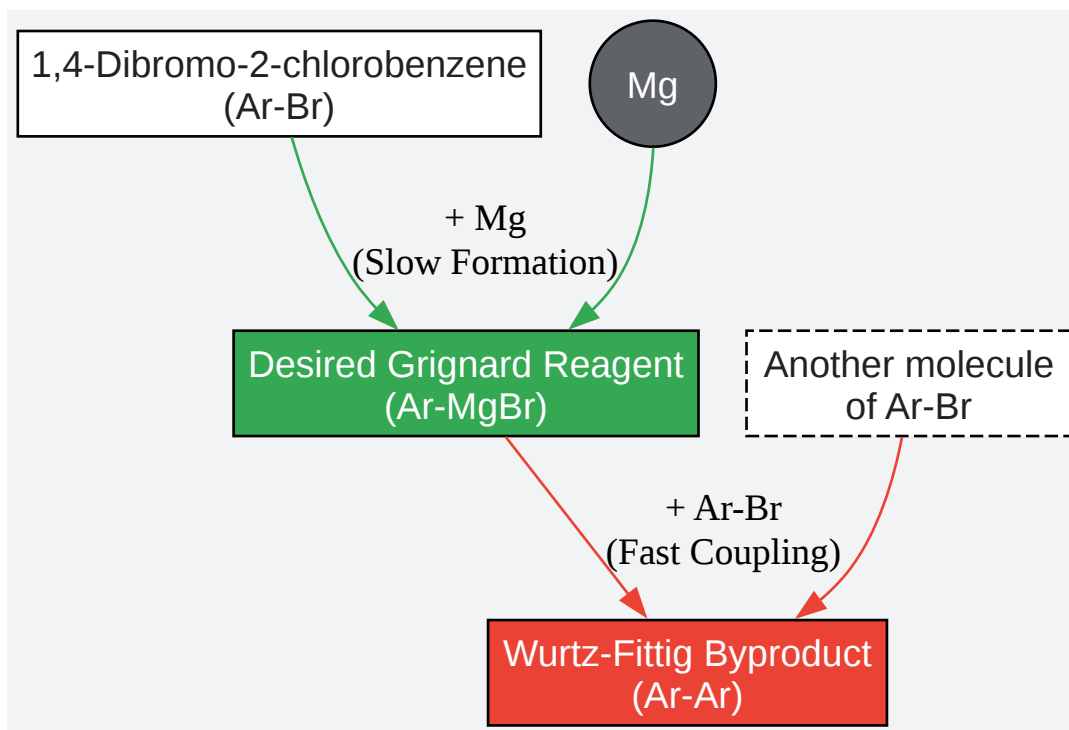 1,4-Dibromo-2-chlorobenzene
(Ar-Br)
Mg
+ Mg
(Slow Formation)
Desired Grignard Reagent
(Ar-MgBr)
Another molecule
of Ar-Br
+ Ar-Br
(Fast Coupling)
Wurtz-Fittig Byproduct
(Ar-Ar)